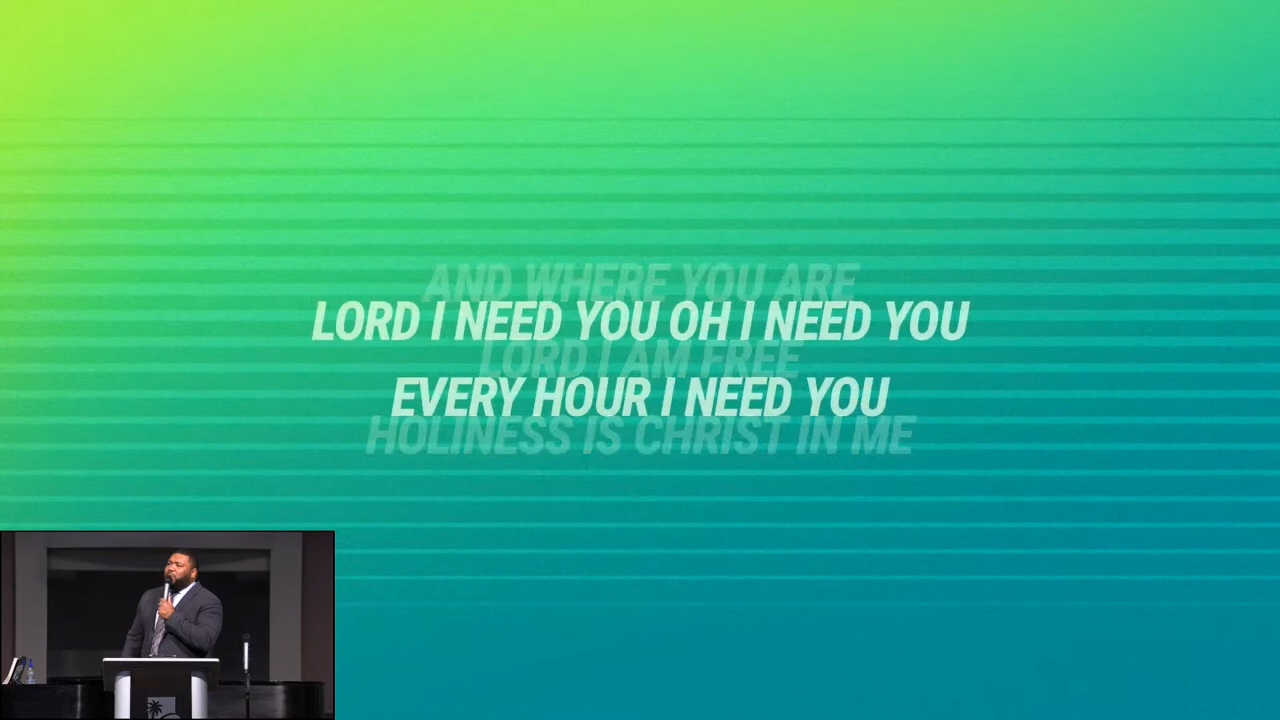 AND WHERE YOU ARE
LORD I NEED YOU OH I NEED YOU
LORD I AM FREE
EVERY HOUR I NEED YOU
HOLINESS IS CHRIST IN ME